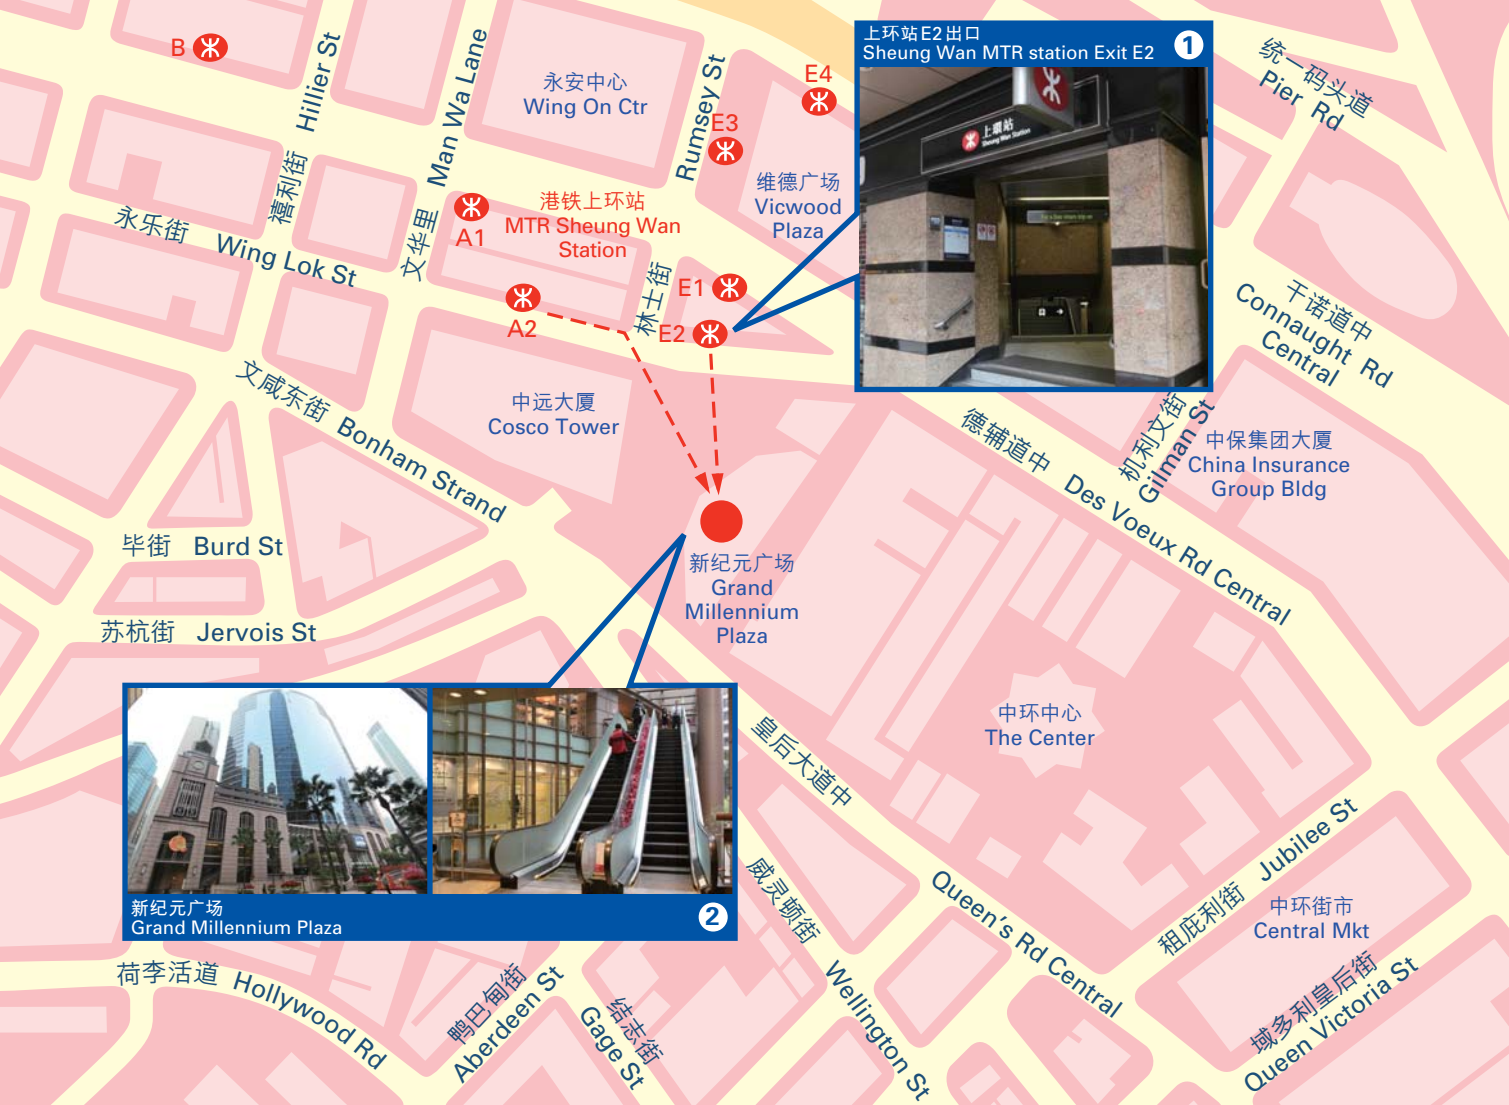 B
禧利街 Hillier St
文华里 Man Wa Lane
永安中心
Wing On Ctr
Rumsey St
林士街
E4
E3
维德广场
Vicwood
Plaza
上环站E2出口
Sheung Wan MTR station Exit E2
1
上環站
Sheung Wan Station
统一码头道
Pier Rd
永乐街 Wing Lok St
A1
港铁上环站
MTR Sheung Wan
Station
A2
E1
E2
干诺道中
Connaught Rd
Central
文咸东街 Bonham Strand
中远大厦
Cosco Tower
德辅道中 Des Voeux Rd Central
机利文街
Gilman St
中保集团大厦
China Insurance
Group Bldg
毕街 Burd St
苏杭街 Jervois St
新纪元广场
Grand
Millennium
Plaza
中环中心
The Center
皇后大道中 Queen's Rd Central
新纪元广场
Grand Millennium Plaza
2
威灵顿街 Wellington St
租庇利街 Jubilee St
中环街市
Central Mkt
域多利皇后街
Queen Victoria St
荷李活道 Hollywood Rd
鸭巴甸街
Aberdeen St
结志街
Gage St